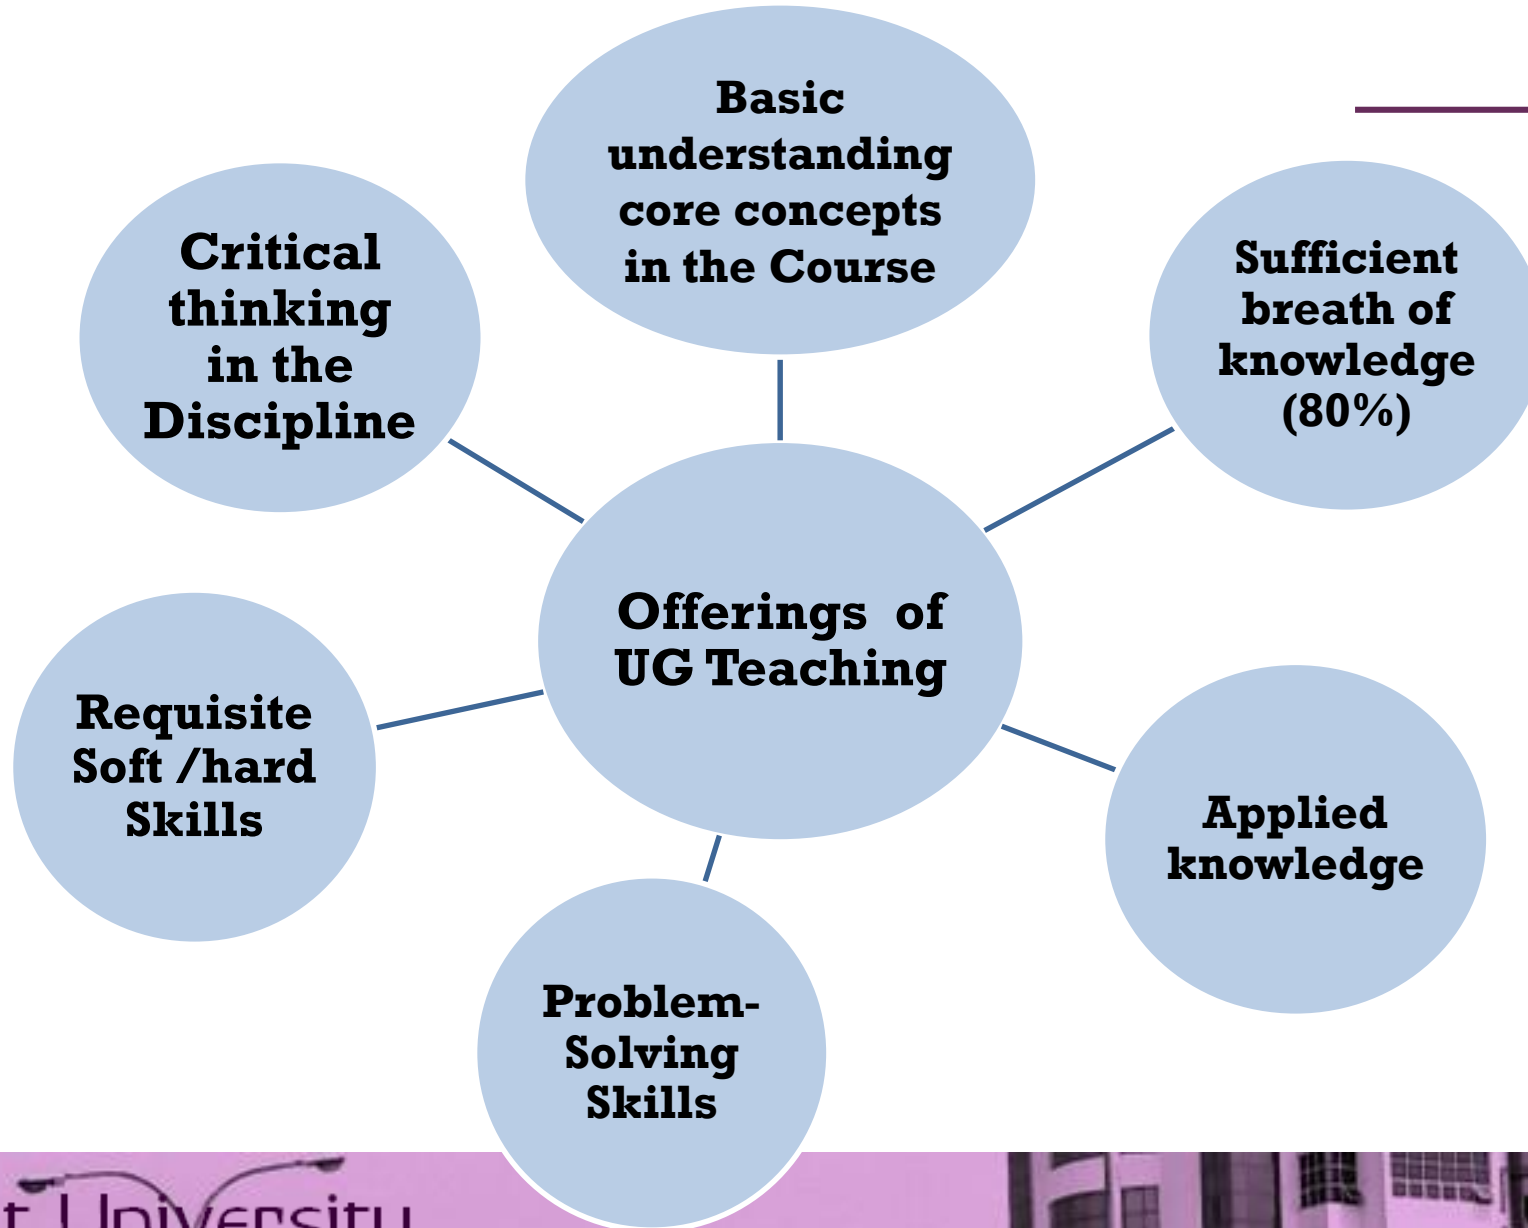 Basic
understanding
core concepts
in the Course
Critical
thinking
in the
Discipline
Sufficient
breath of
knowledge
(80%)
Offerings of
UG Teaching
Requisite
Soft /hard
Skills
Applied
knowledge
Problem-
Solving
Skills
t University